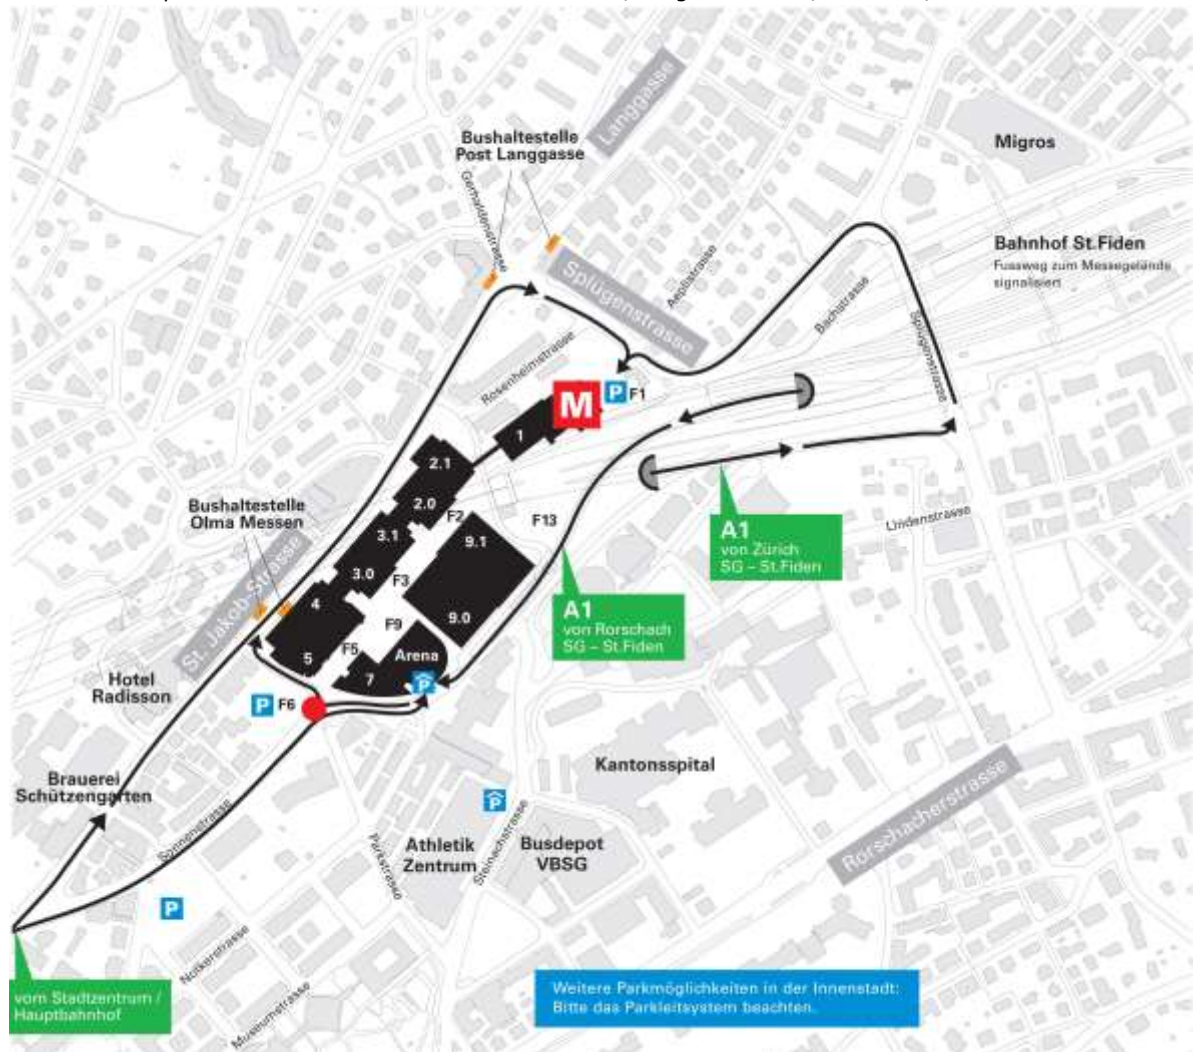 Langgasse
Bushaltestelle
Post Langgasse
Migros
Gerhaldenstrasse
Bahnhof St.Fiden
Fussweg zum Messegelände
signalisiert
Splügenstrasse
Aeplistrasse
Bachstrasse
Splügenstrasse
Rosenheimstrasse
P F1
M
1
2.1
2.0
F2
F13
Bushaltestelle
Olma Messen
3.1
9.1
Lindenstrasse
A1
von Zürich
SG – St.Fiden
3.0
F3
St. Jakob-Strasse
4
9.0
F9
A1
von Rorschach
SG – St.Fiden
5
F5
Arena
7
P
Hotel
Radisson
P F6
Kantonsspital
Brauerei
Schützengarten
P
Rorschacherstrasse
Sonnenstrasse
Parkstrasse
Athletik
Zentrum
Steinachstrasse
Busdepot
VBSG
P
Notkerstrasse
Museumstrasse
vom Stadtzentrum /
Hauptbahnhof
Weitere Parkmöglichkeiten in der Innenstadt:
Bitte das Parkleitsystem beachten.